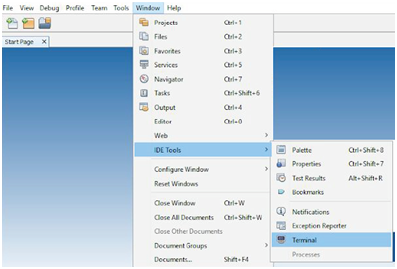 File View Debug Profile Team Tools Window Help
Start Page
Projects Ctrl+1
Files Ctrl+2
Favorites Ctrl+3
Services Ctrl+5
Navigator Ctrl+7
Tasks Ctrl+Shift+6
Output Ctrl+4
Editor Ctrl+0
Web
IDE Tools
Configure Window
Reset Windows
Close Window Ctrl+W
Close All Documents Ctrl+Shift+W
Close Other Documents
Document Groups
Documents... Shift+F4
Palette Ctrl+Shift+8
Properties Ctrl+Shift+7
Test Results Alt+Shift+R
Bookmarks
Notifications
Exception Reporter
Terminal
Processes